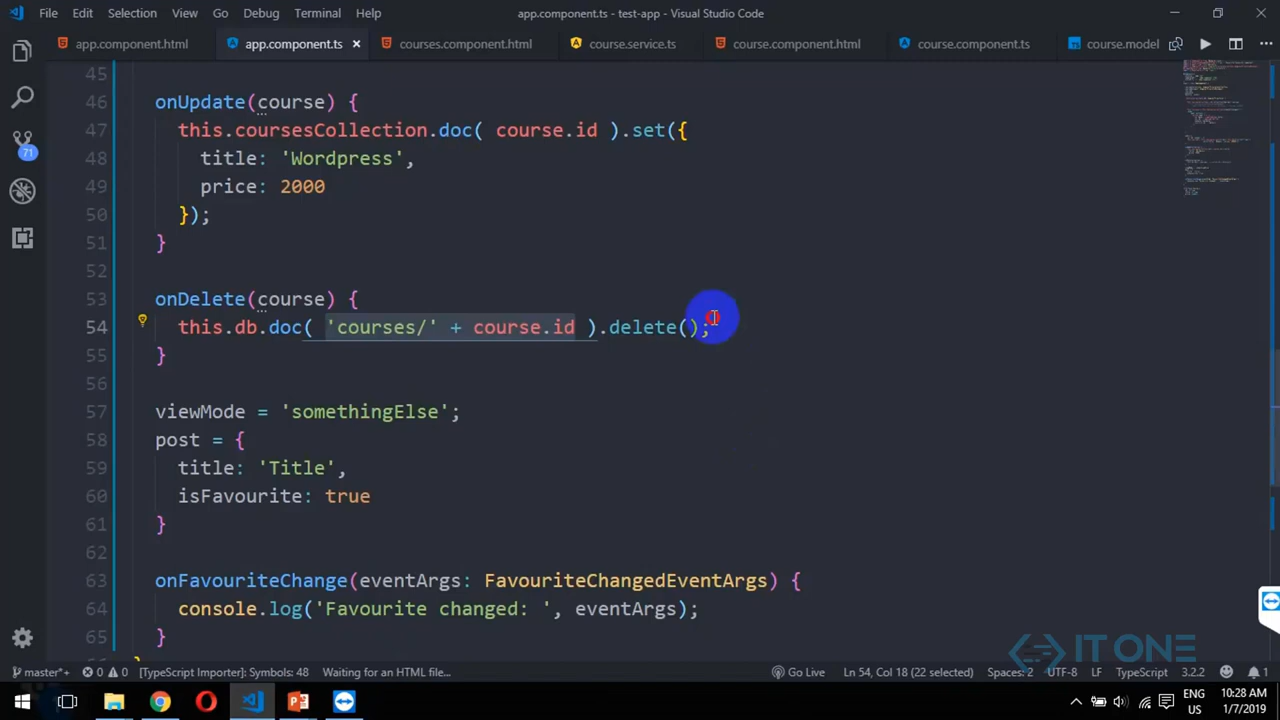 File Edit Selection View Go Debug Terminal Help app.component.ts - test-app - Visual Studio Code
app.component.html app.component.ts courses.component.html course.service.ts course.component.html course.component.ts course.model
45
46 onUpdate(course) {
47 this.coursesCollection.doc( course.id ).set({
48 title: 'Wordpress',
49 price: 2000
50 });
51 }
52
53 onDelete(course) {
54 this.db.doc( 'courses/' + course.id ).delete();
55 }
56
57 viewMode = 'somethingElse';
58 post = {
59 title: 'Title',
60 isFavourite: true
61 }
62
63 onFavouriteChange(eventArgs: FavouriteChangedEventArgs) {
64 console.log('Favourite changed: ', eventArgs);
65 }
71
IT ONE
master* 0 0 [TypeScript Importer]: Symbols: 48 Waiting for an HTML file... Go Live Ln 54, Col 18 (22 selected) Spaces: 2 UTF-8 LF TypeScript 3.2.2 1
ENG 10:28 AM
US 1/7/2019